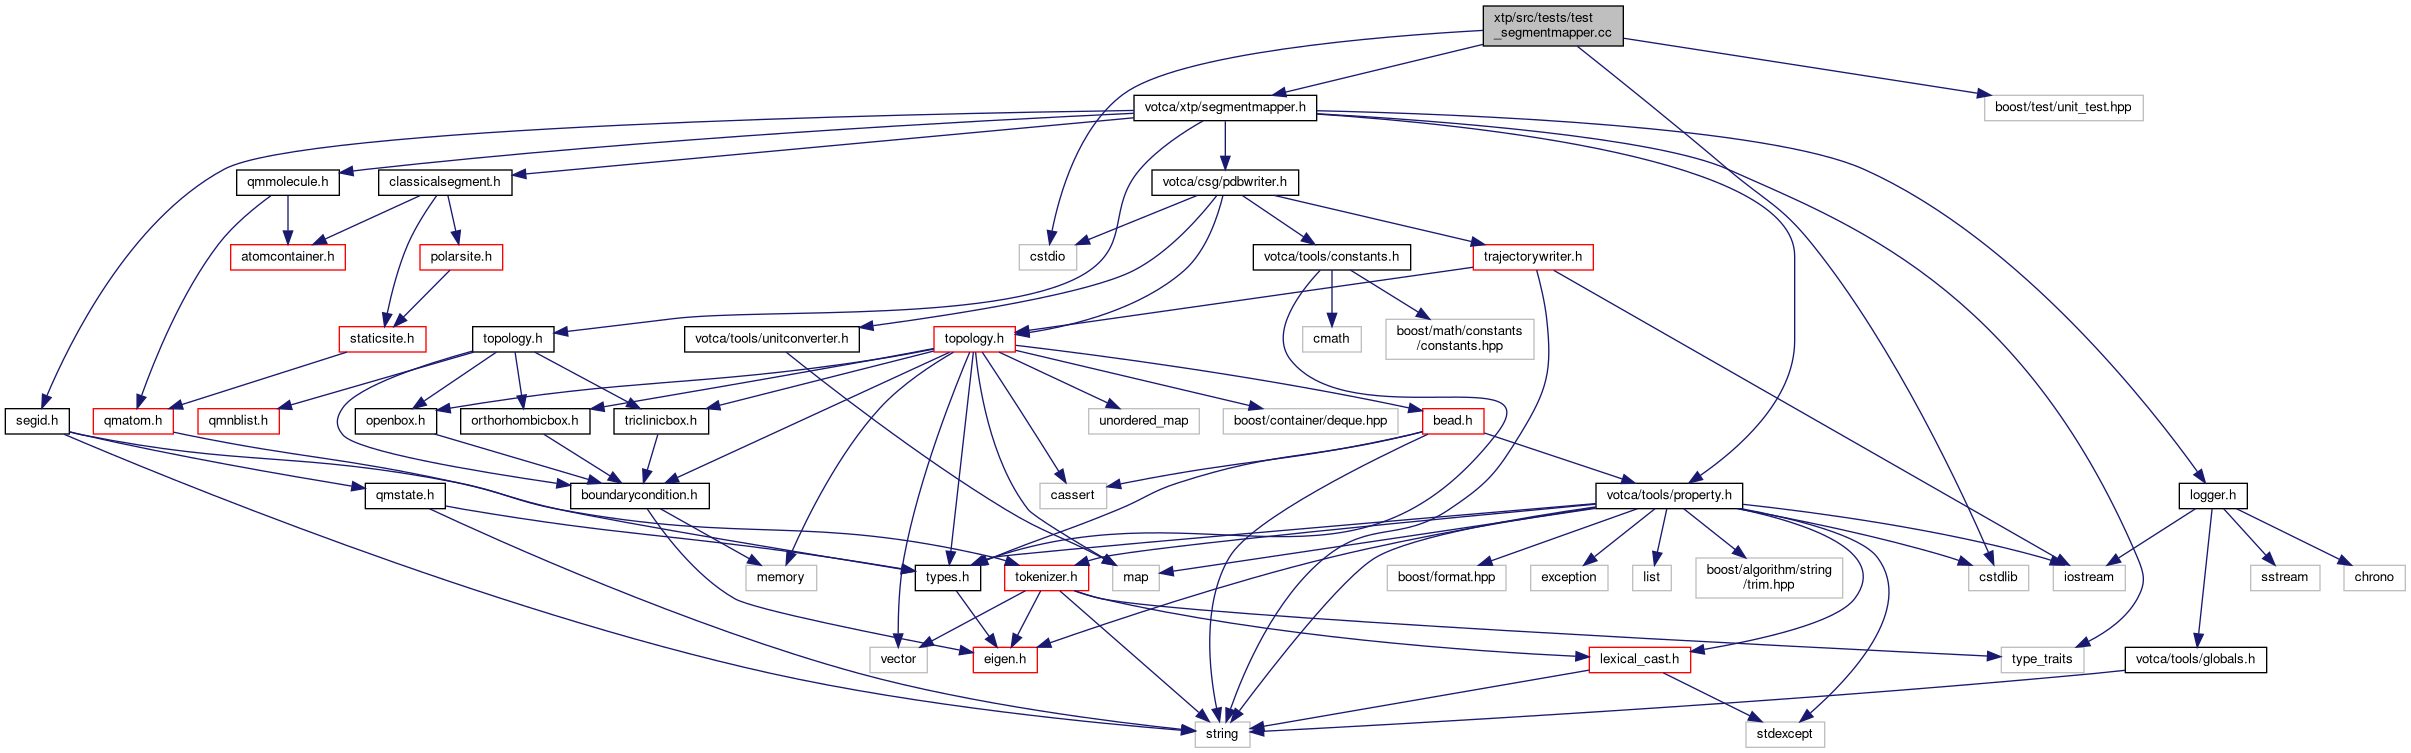 xtp/src/tests/test
_segmentmapper.cc
votca/xtp/segmentmapper.h
boost/test/unit_test.hpp
qmmolecule.h
classicalsegment.h
votca/csg/pdbwriter.h
atomcontainer.h
polarsite.h
cstdio
votca/tools/constants.h
trajectorywriter.h
staticsite.h
topology.h
votca/tools/unitconverter.h
topology.h
cmath
boost/math/constants
/constants.hpp
segid.h
qmatom.h
qmnblist.h
openbox.h
orthorhombicbox.h
triclinicbox.h
unordered_map
boost/container/deque.hpp
bead.h
qmstate.h
boundarycondition.h
cassert
votca/tools/property.h
logger.h
memory
types.h
tokenizer.h
map
boost/format.hpp
exception
list
boost/algorithm/string
/trim.hpp
cstdlib
iostream
sstream
chrono
vector
eigen.h
lexical_cast.h
type_traits
votca/tools/globals.h
string
stdexcept